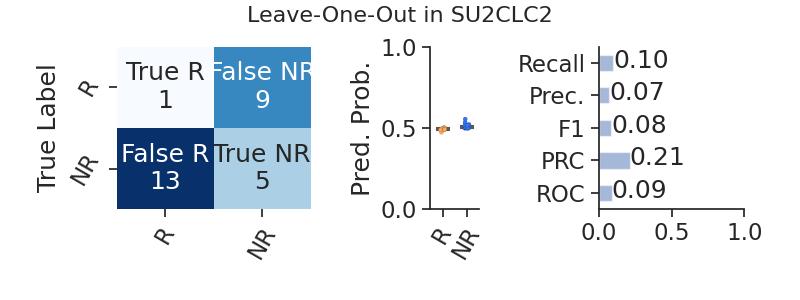 Leave-One-Out in SU2CLC2
True Label
R
NR
True R
1
False NR
9
False R
13
True NR
5
R
NR
Pred. Prob.
1.0
0.5
0.0
R
NR
Recall
Prec.
F1
PRC
ROC
0.10
0.07
0.08
0.21
0.09
0.0
0.5
1.0